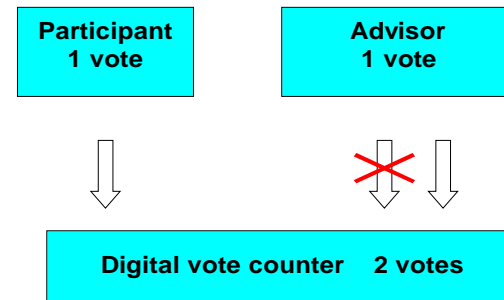 Participant
1 vote
Advisor
1 vote
Digital vote counter 2 votes